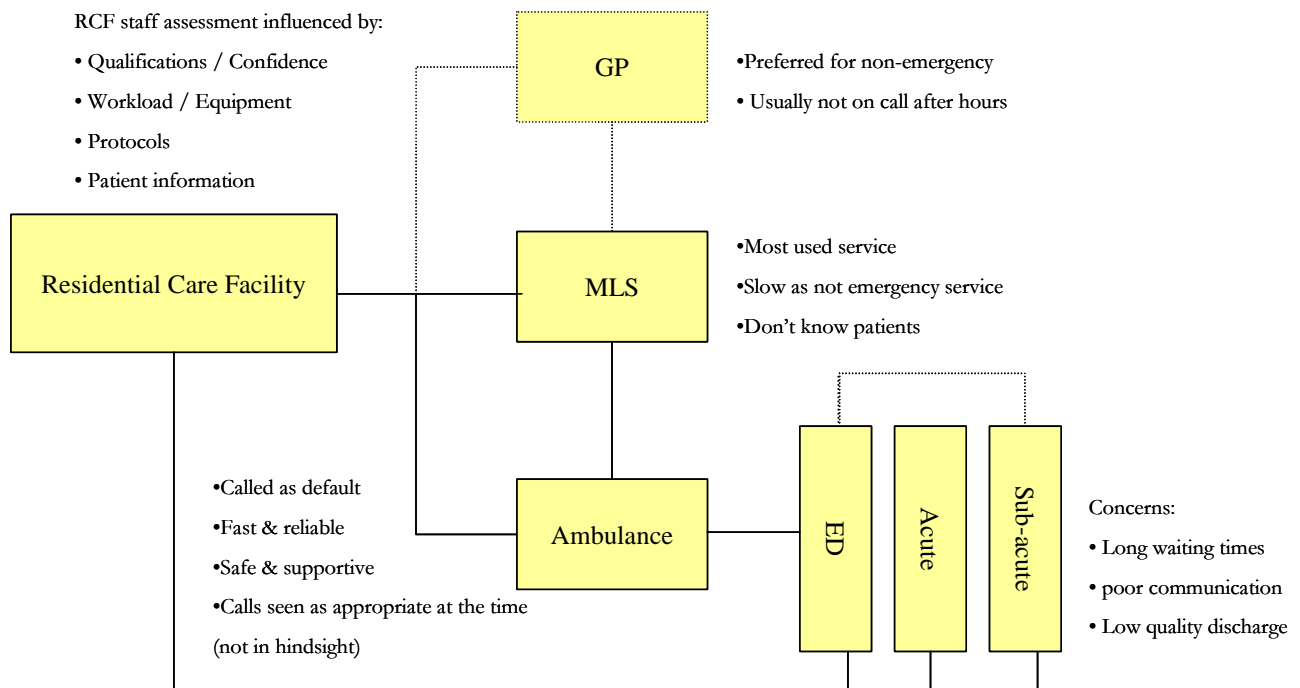 RCF staff assessment influenced by:
• Qualifications / Confidence
• Workload / Equipment
• Protocols
• Patient information
GP
•Preferred for non-emergency
• Usually not on call after hours
Residential Care Facility
MLS
•Most used service
•Slow as not emergency service
•Don’t know patients
•Called as default
•Fast & reliable
•Safe & supportive
•Calls seen as appropriate at the time
(not in hindsight)
Ambulance
ED
Acute
Sub-acute
Concerns:
• Long waiting times
• poor communication
• Low quality discharge